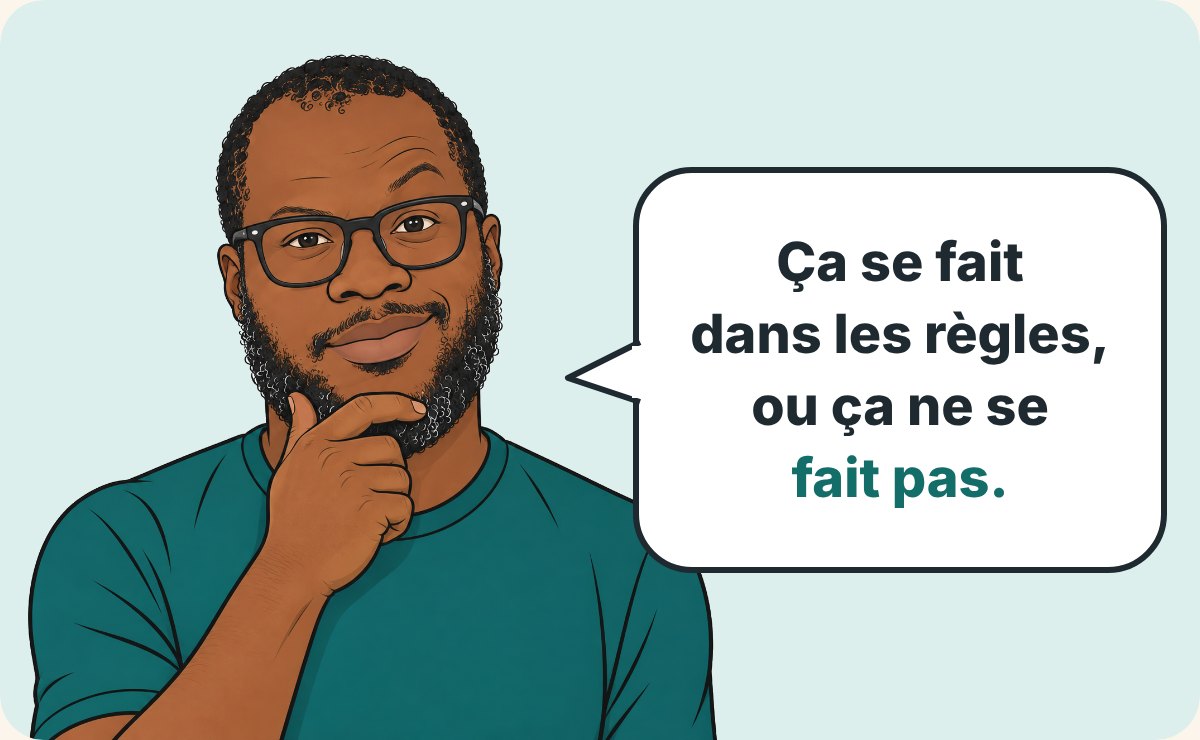 Ça se fait
dans les règles,
ou ça ne se
fait pas.